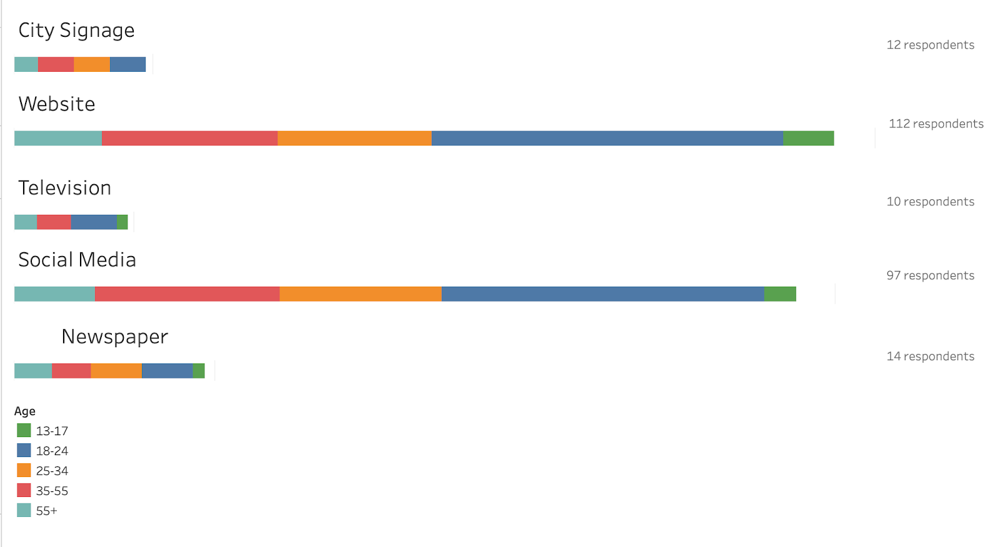 City Signage
12 respondents
Website
112 respondents
Television
10 respondents
Social Media
97 respondents
Newspaper
14 respondents
Age
13-17
18-24
25-34
35-55
55+